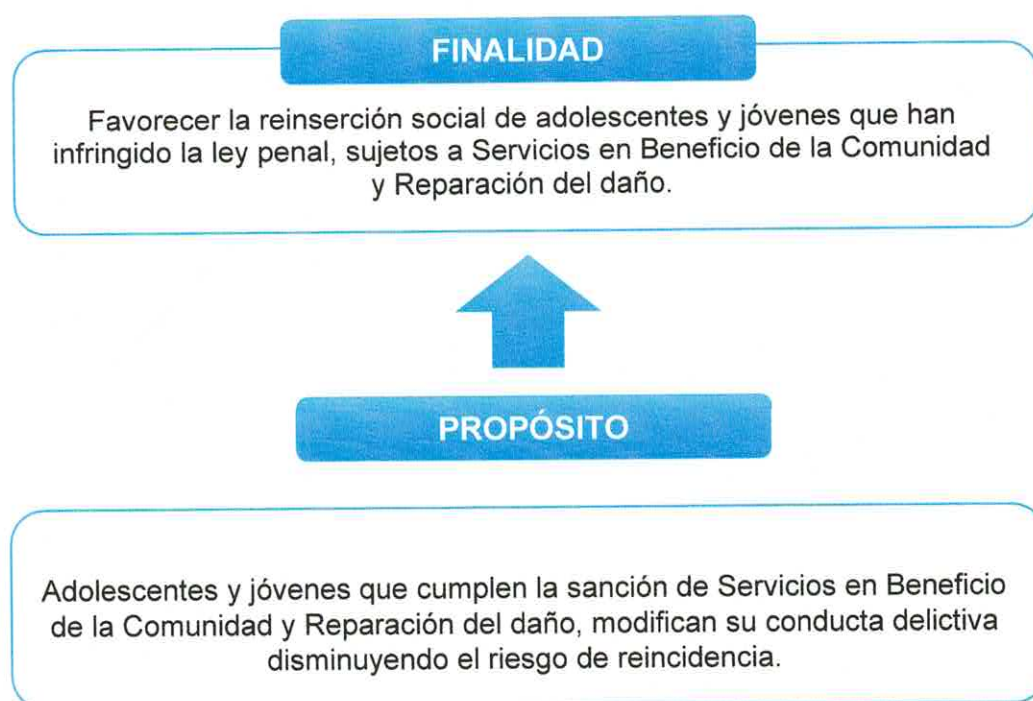 FINALIDAD
Favorecer la reinserción social de adolescentes y jóvenes que han
infringido la ley penal, sujetos a Servicios en Beneficio de la Comunidad
y Reparación del daño.
PROPÓSITO
Adolescentes y jóvenes que cumplen la sanción de Servicios en Beneficio
de la Comunidad y Reparación del daño, modifican su conducta delictiva
disminuyendo el riesgo de reincidencia.